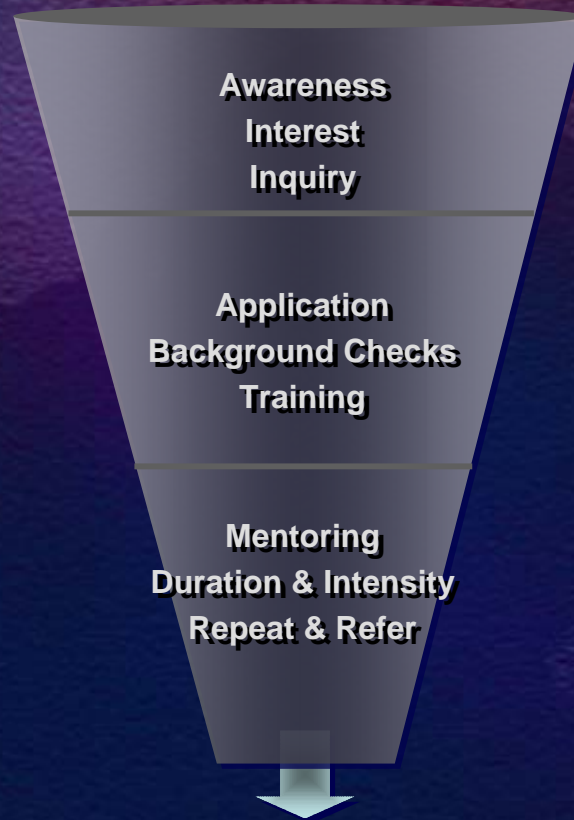 Awareness
Interest
Inquiry
Application
Background Checks
Training
Mentoring
Duration & Intensity
Repeat & Refer